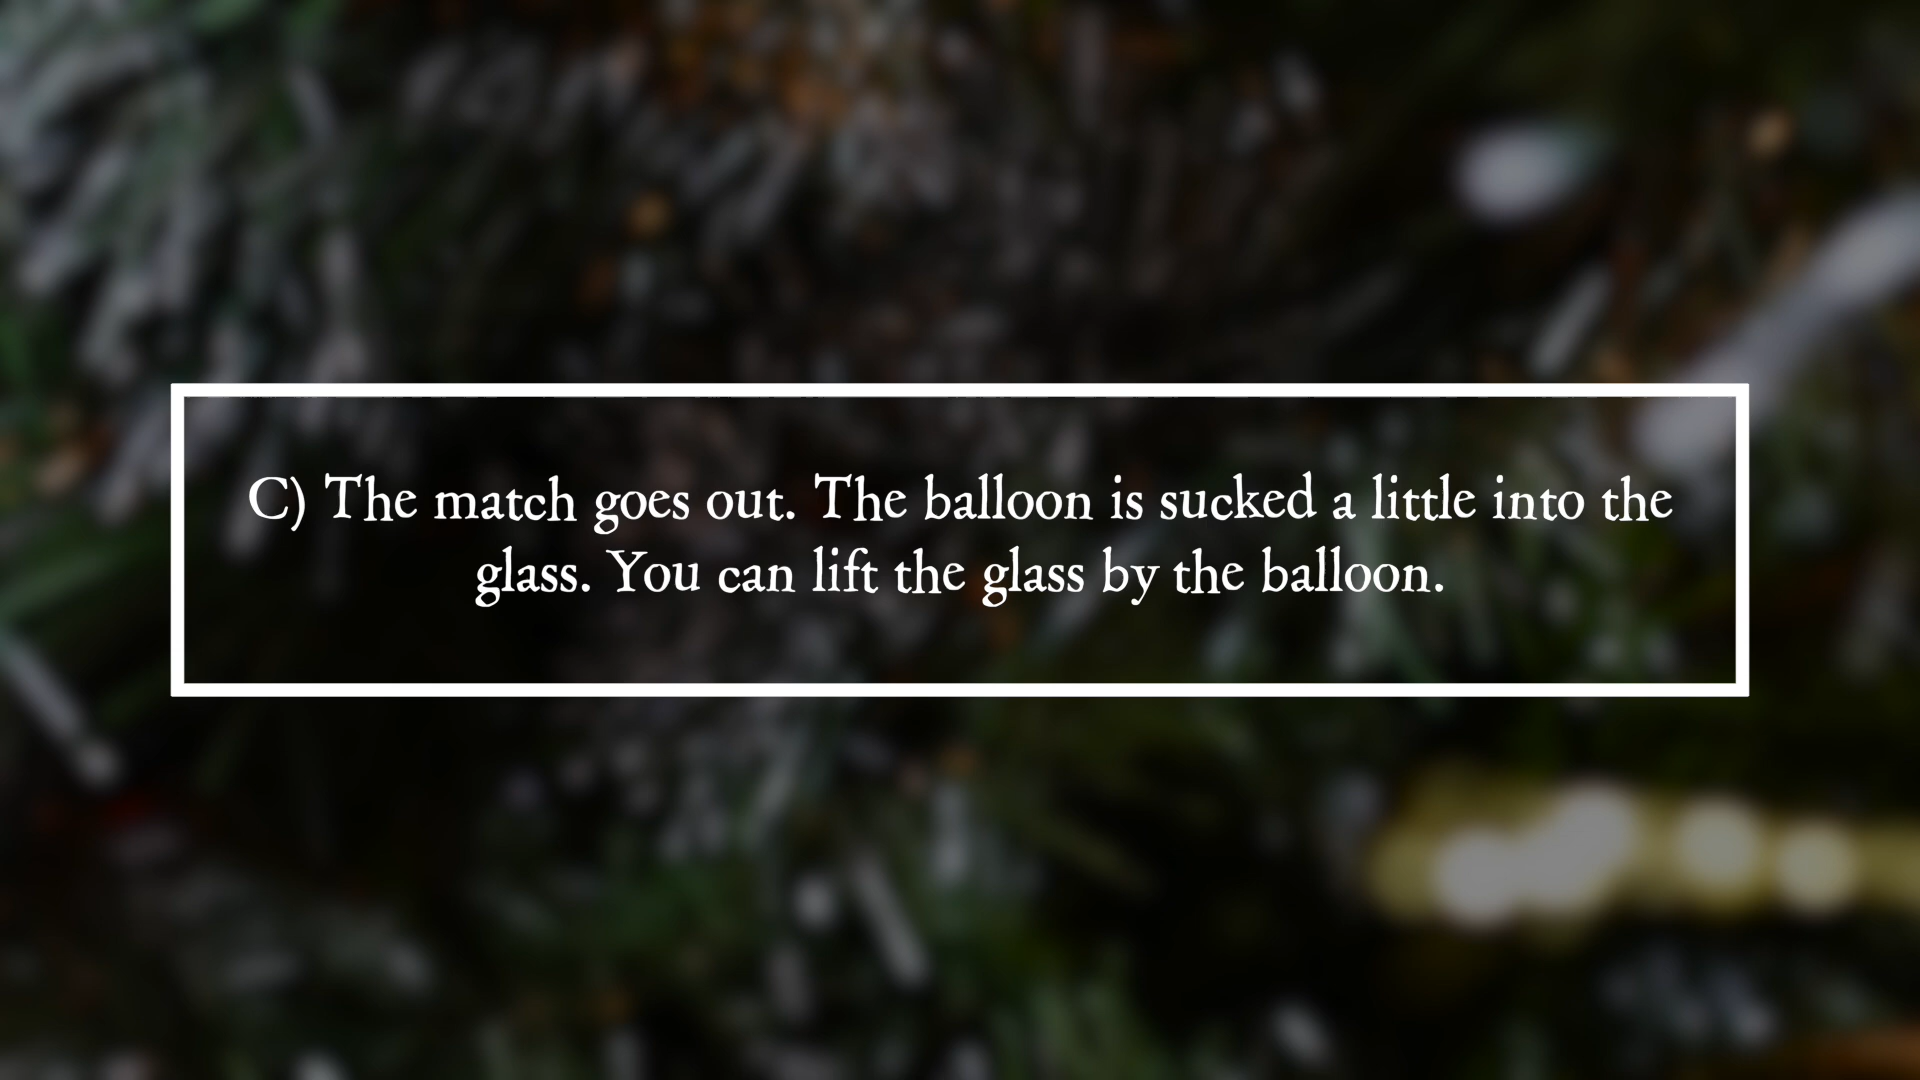 C) The match goes out. The balloon is sucked a little into the
glass. You can lift the glass by the balloon.